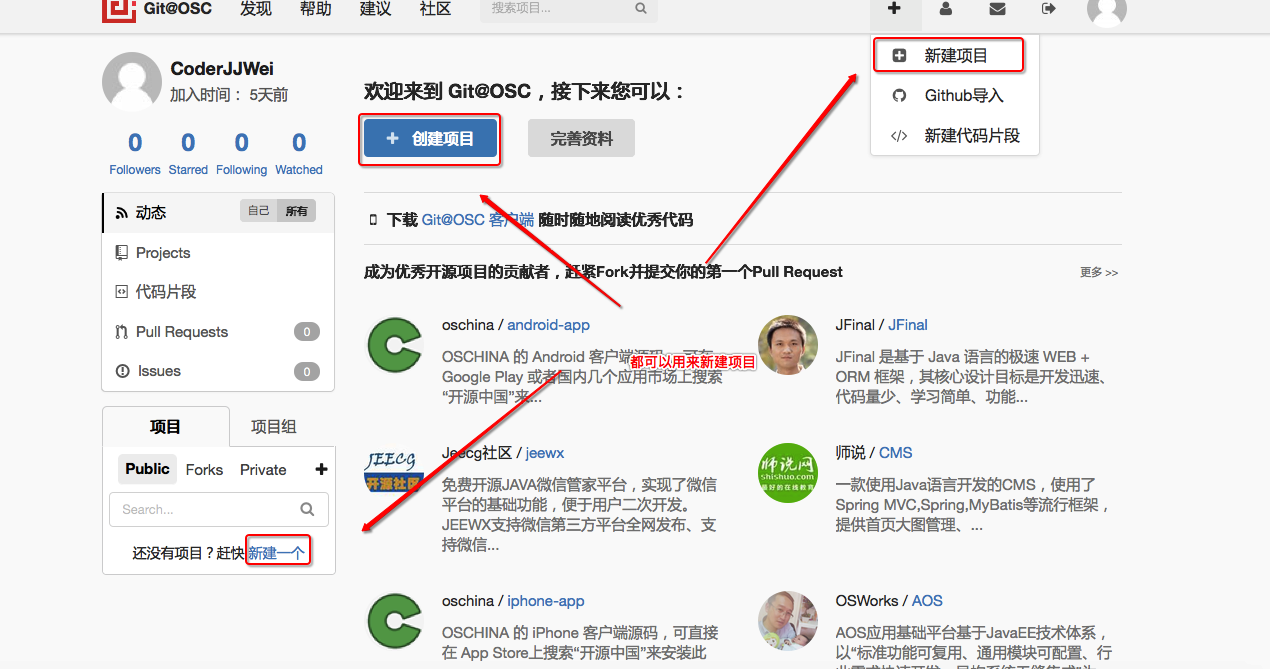 Git@OSC 发现 帮助 建议 社区 搜索项目...
新建项目
Github导入
新建代码片段
CoderJJWei
加入时间： 5天前
0 0 0 0
Followers Starred Following Watched
动态 自己 所有
Projects
代码片段
Pull Requests 0
Issues 0
项目 项目组
Public Forks Private
Search...
还没有项目？赶快新建一个
欢迎来到 Git@OSC，接下来您可以：
创建项目 完善资料
下载 Git@OSC 客户端 随时随地阅读优秀代码
成为优秀开源项目的贡献者，赶紧Fork并提交你的第一个Pull Request 更多 >>
oschina / android-app
OSCHINA 的 Android 客户端源码，可在
Google Play 或者国内几个应用市场上搜索
“开源中国”来...
都可以用来新建项目
JFinal / JFinal
JFinal 是基于 Java 语言的极速 WEB +
ORM 框架，其核心设计目标是开发迅速、
代码量少、学习简单、功能...
JEECG
开源社区
Jeecg社区 / jeewx
免费开源JAVA微信管家平台，实现了微信
平台的基础功能，便于用户二次开发。
JEEWX支持微信第三方平台全网发布、支
持微信...
师说网
shishuo.com
最好的在线教育
师说 / CMS
一款使用Java语言开发的CMS，使用了
Spring MVC,Spring,MyBatis等流行框架，
提供首页大图管理、...
oschina / iphone-app
OSCHINA 的 iPhone 客户端源码，可直接
在 App Store上搜索“开源中国”来安装此
OSWorks / AOS
AOS应用基础平台基于JavaEE技术体系，
以“标准功能可复用、通用模块可配置、行